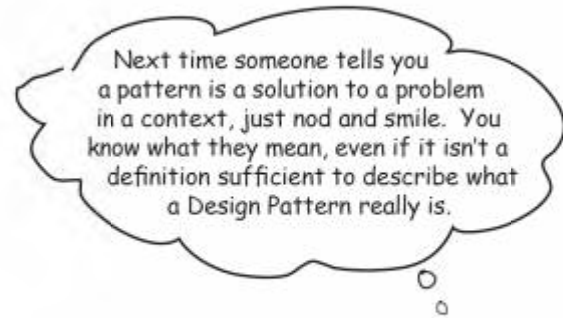 Next time someone tells you
a pattern is a solution to a problem
in a context, just nod and smile.  You
know what they mean, even if it isn't a
definition sufficient to describe what
a Design Pattern really is.